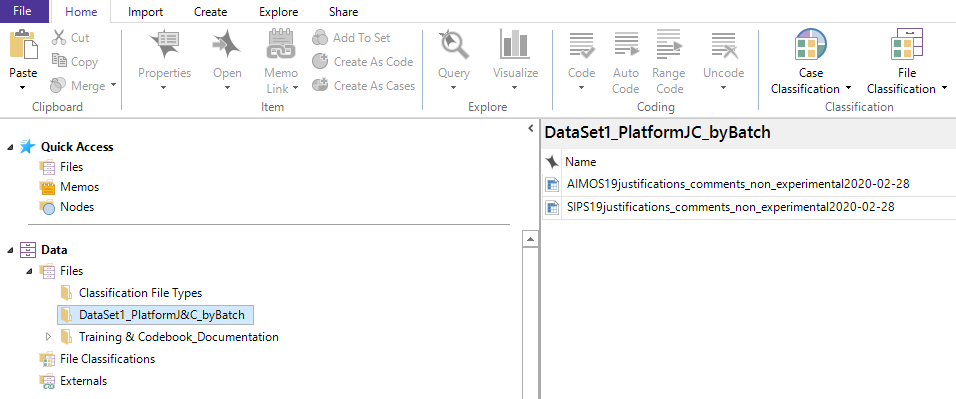 File Home Import Create Explore Share
Paste Cut Copy Merge
Clipboard
Properties Open Memo Link Add To Set Create As Code Create As Cases
Item
Query Visualize
Explore
Code Auto Code Range Code Uncode
Coding
Case Classification File Classification
Classification
Quick Access
Files
Memos
Nodes
Data
Files
Classification File Types
DataSet1_PlatformJ&C_byBatch
Training & Codebook_Documentation
File Classifications
Externals
DataSet1_PlatformJC_byBatch
Name
AIMOS19justifications_comments_non_experimental2020-02-28
SIPS19justifications_comments_non_experimental2020-02-28